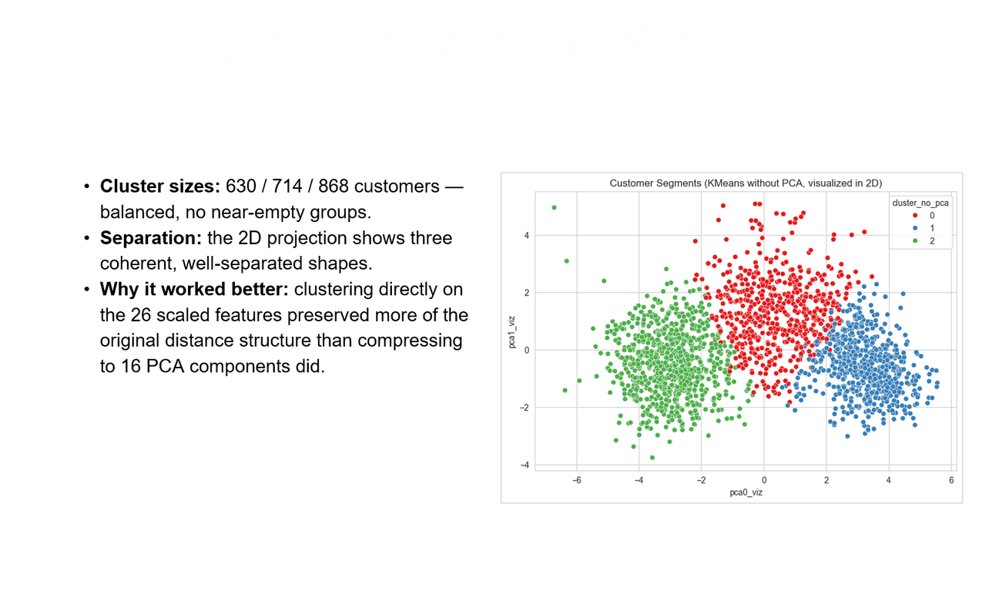 • Cluster sizes: 630 / 714 / 868 customers —
balanced, no near-empty groups.
• Separation: the 2D projection shows three
coherent, well-separated shapes.
• Why it worked better: clustering directly on
the 26 scaled features preserved more of the
original distance structure than compressing
to 16 PCA components did.
Customer Segments (KMeans without PCA, visualized in 2D)
cluster_no_pca
0
1
2
pca1_viz
4
2
0
−2
−4
−6 −4 −2 0 2 4 6
pca0_viz